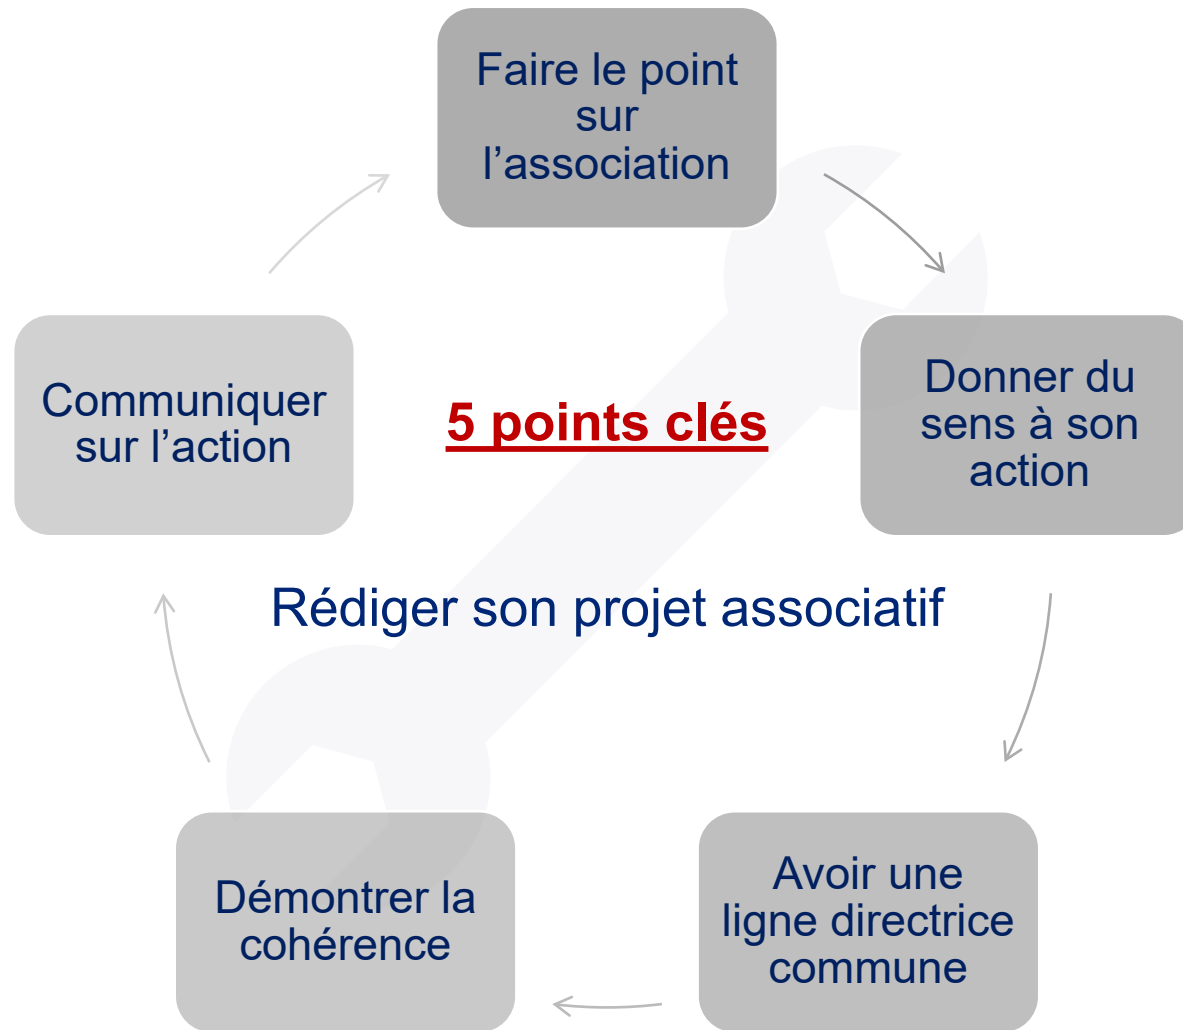 Faire le point
sur
l’association
Donner du
sens à son
action
Avoir une
ligne directrice
commune
Démontrer la
cohérence
Communiquer
sur l’action
5 points clés
Rédiger son projet associatif